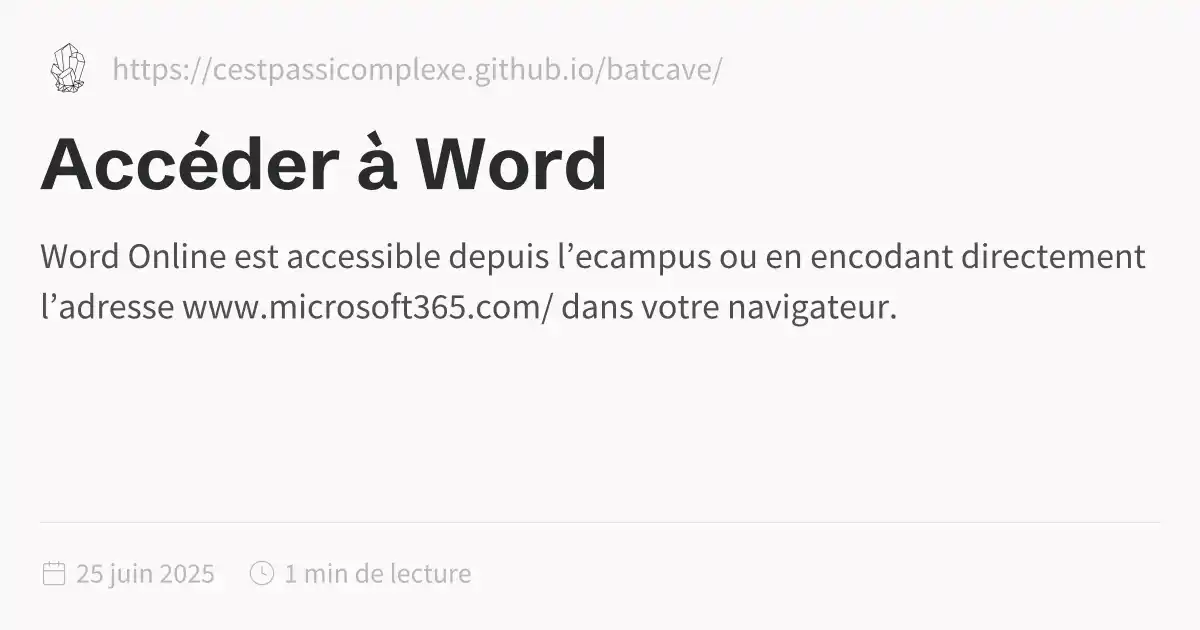 https://cestpassicomplexe.github.io/batcave/
Accéder à Word
Word Online est accessible depuis l’ecampus ou en encodant directement
l’adresse www.microsoft365.com/ dans votre navigateur.
25 juin 2025 1 min de lecture